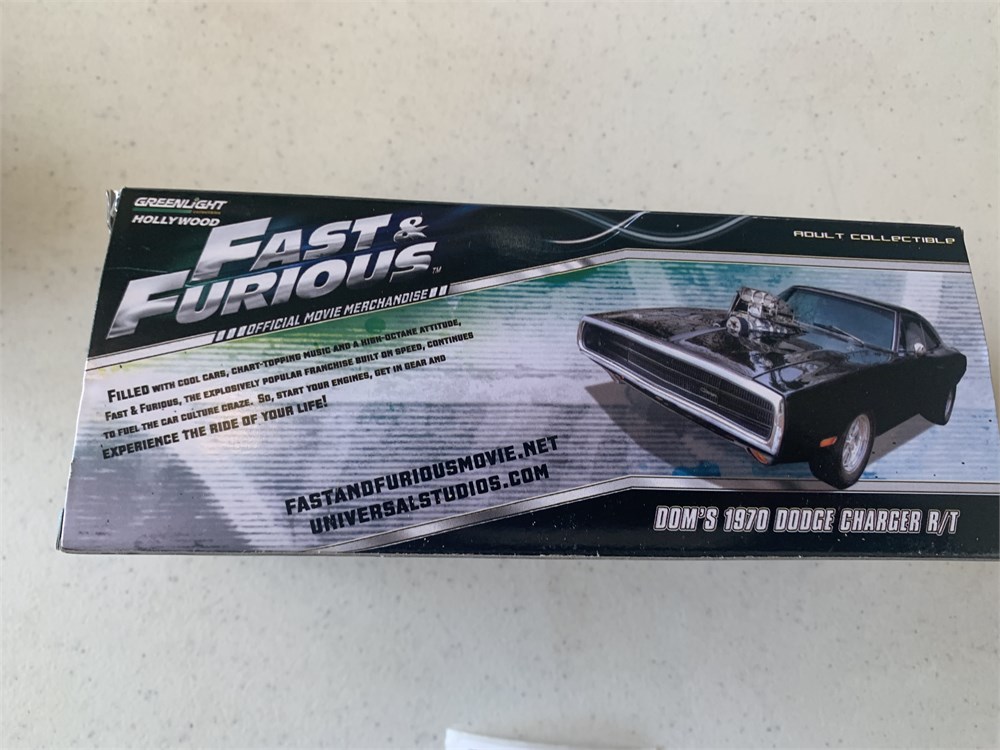 GREENLIGHT
HOLLYWOOD
FAST &
FURIOUS™
OFFICIAL MOVIE MERCHANDISE
ADULT COLLECTIBLE
FILLED WITH COOL CARS, CHART-TOPPING MUSIC AND A HIGH-OCTANE ATTITUDE,
FAST & FURIOUS, THE EXPLOSIVELY POPULAR FRANCHISE BUILT ON SPEED, CONTINUES
TO FUEL THE CAR CULTURE CRAZE. SO, START YOUR ENGINES, GET IN GEAR AND
EXPERIENCE THE RIDE OF YOUR LIFE!
FASTANDFURIOUSMOVIE.NET
UNIVERSALSTUDIOS.COM
DOM'S 1970 DODGE CHARGER R/T